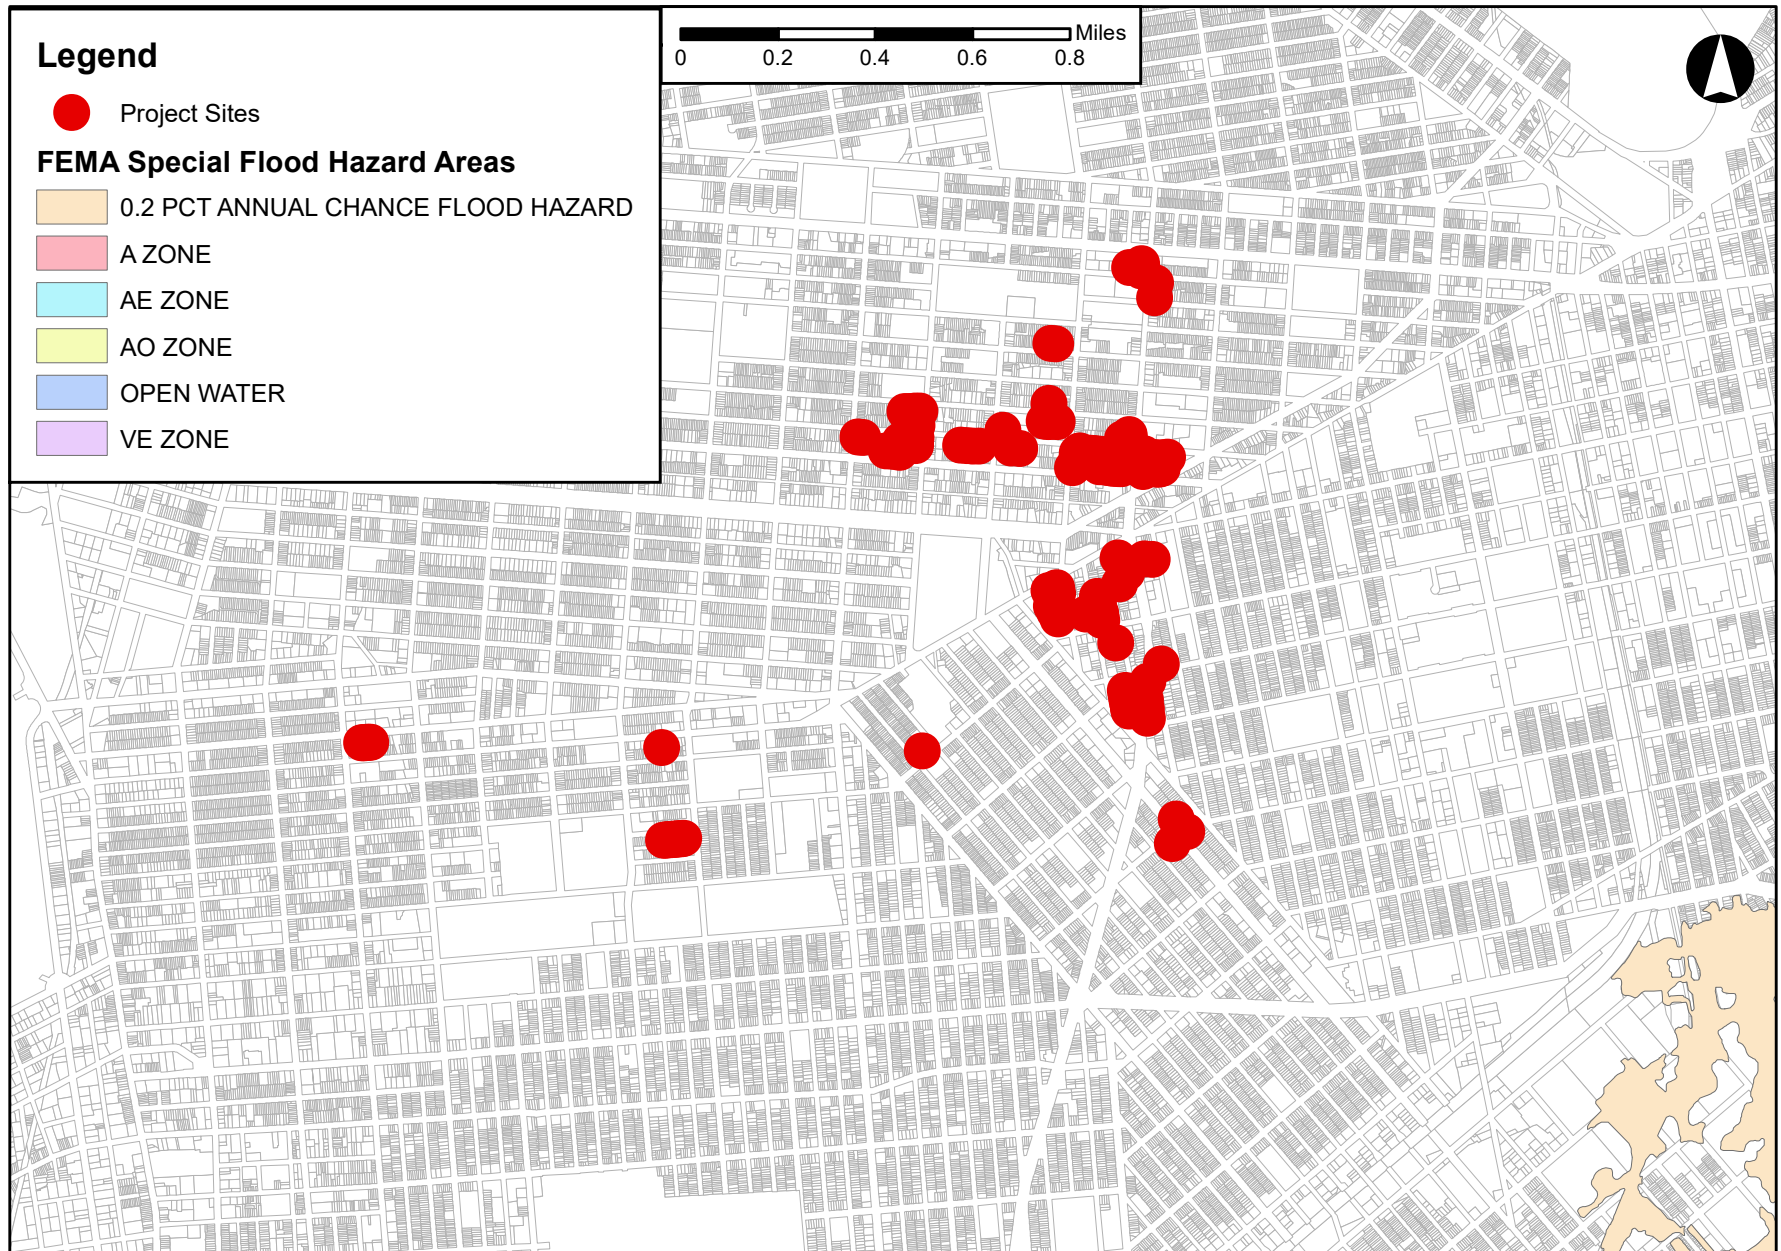 Legend
Project Sites
FEMA Special Flood Hazard Areas
0.2 PCT ANNUAL CHANCE FLOOD HAZARD
A ZONE
AE ZONE
AO ZONE
OPEN WATER
VE ZONE
Miles
0 0.2 0.4 0.6 0.8